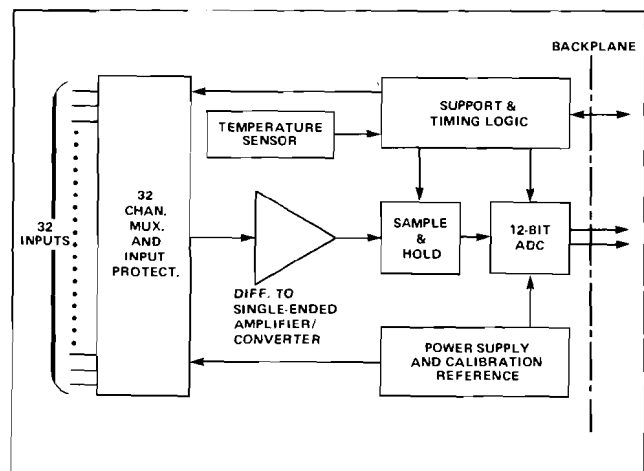 BACKPLANE
SUPPORT &
TIMING LOGIC
TEMPERATURE
SENSOR
32
INPUTS
32
CHAN.
MUX.
AND
INPUT
PROTECT.
SAMPLE
&
HOLD
12-BIT
ADC
DIFF. TO
SINGLE-ENDED
AMPLIFIER/
CONVERTER
POWER SUPPLY
AND CALIBRATION
REFERENCE